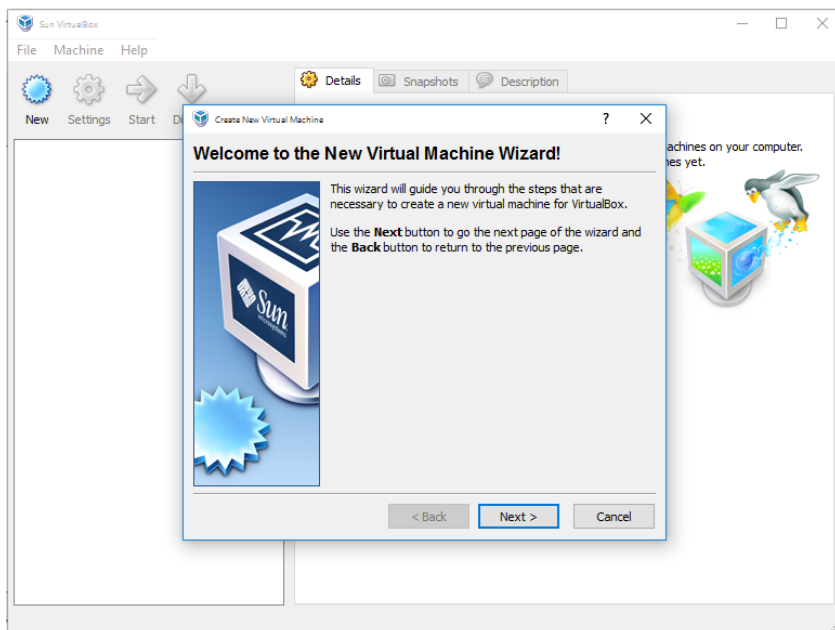 Sun VirtualBox
File Machine Help
Details Snapshots Description
New Settings Start
Create New Virtual Machine ?
achines on your computer.
nes yet.
Welcome to the New Virtual Machine Wizard!
This wizard will guide you through the steps that are
necessary to create a new virtual machine for VirtualBox.
Use the Next button to go the next page of the wizard and
the Back button to return to the previous page.
Sun
microsystems
< Back Next > Cancel